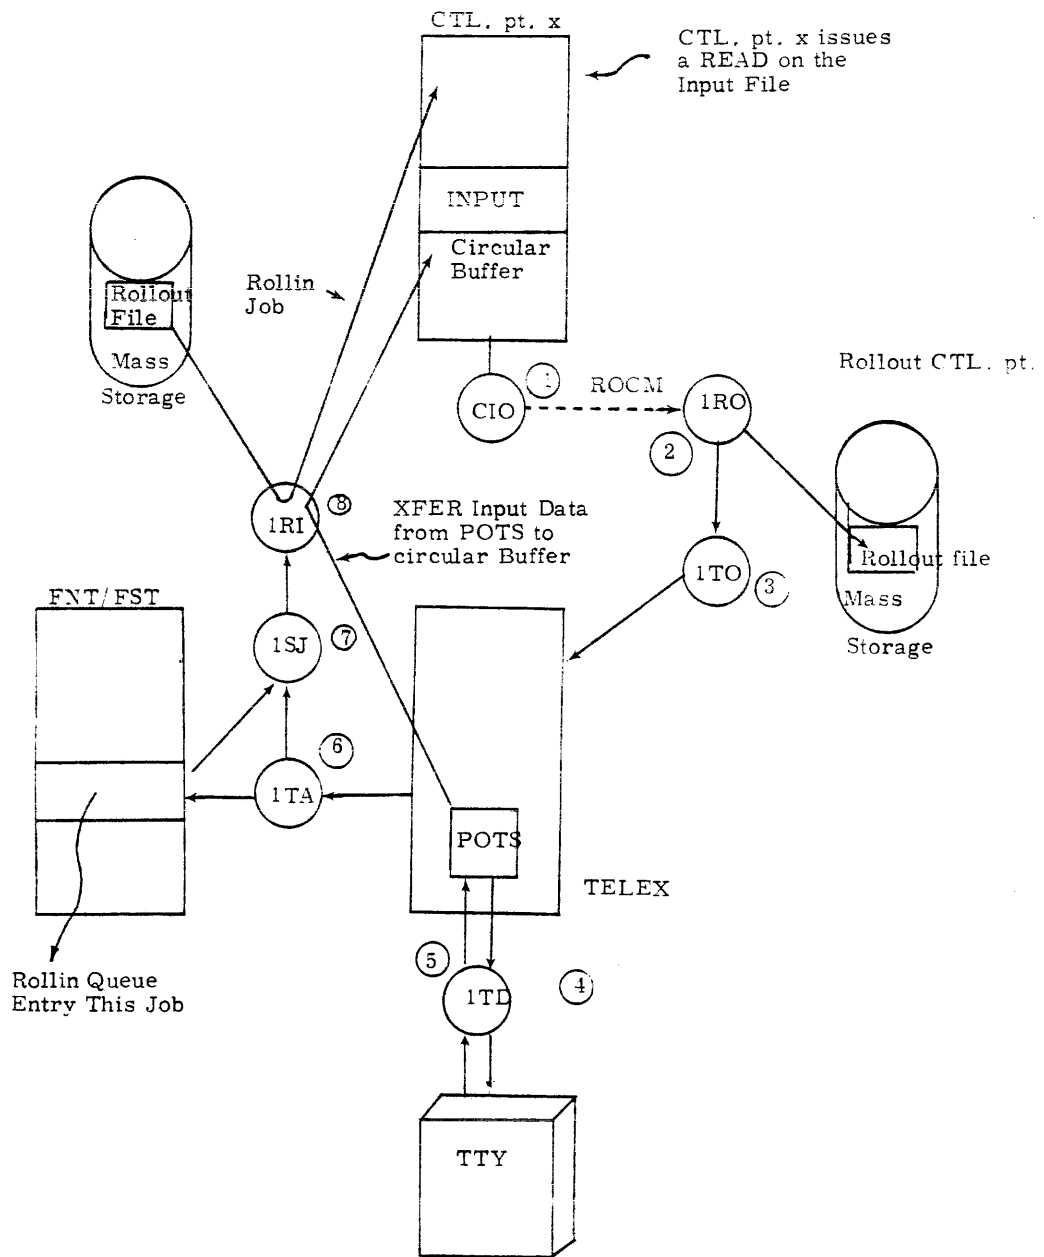 CTL. pt. x
CTL. pt. x issues
a READ on the
Input File
INPUT
Circular
Buffer
Rollin
Job
Rollout
File
Mass
Storage
CIO
1
ROCM
1RO
2
Rollout CTL. pt.
1RI
8
XFER Input Data
from POTS to
circular Buffer
1TO
3
Rollout file
Mass
Storage
FNT/FST
1SJ
7
6
1TA
POTS
TELEX
5
1TD
4
Rollin Queue
Entry This Job
TTY